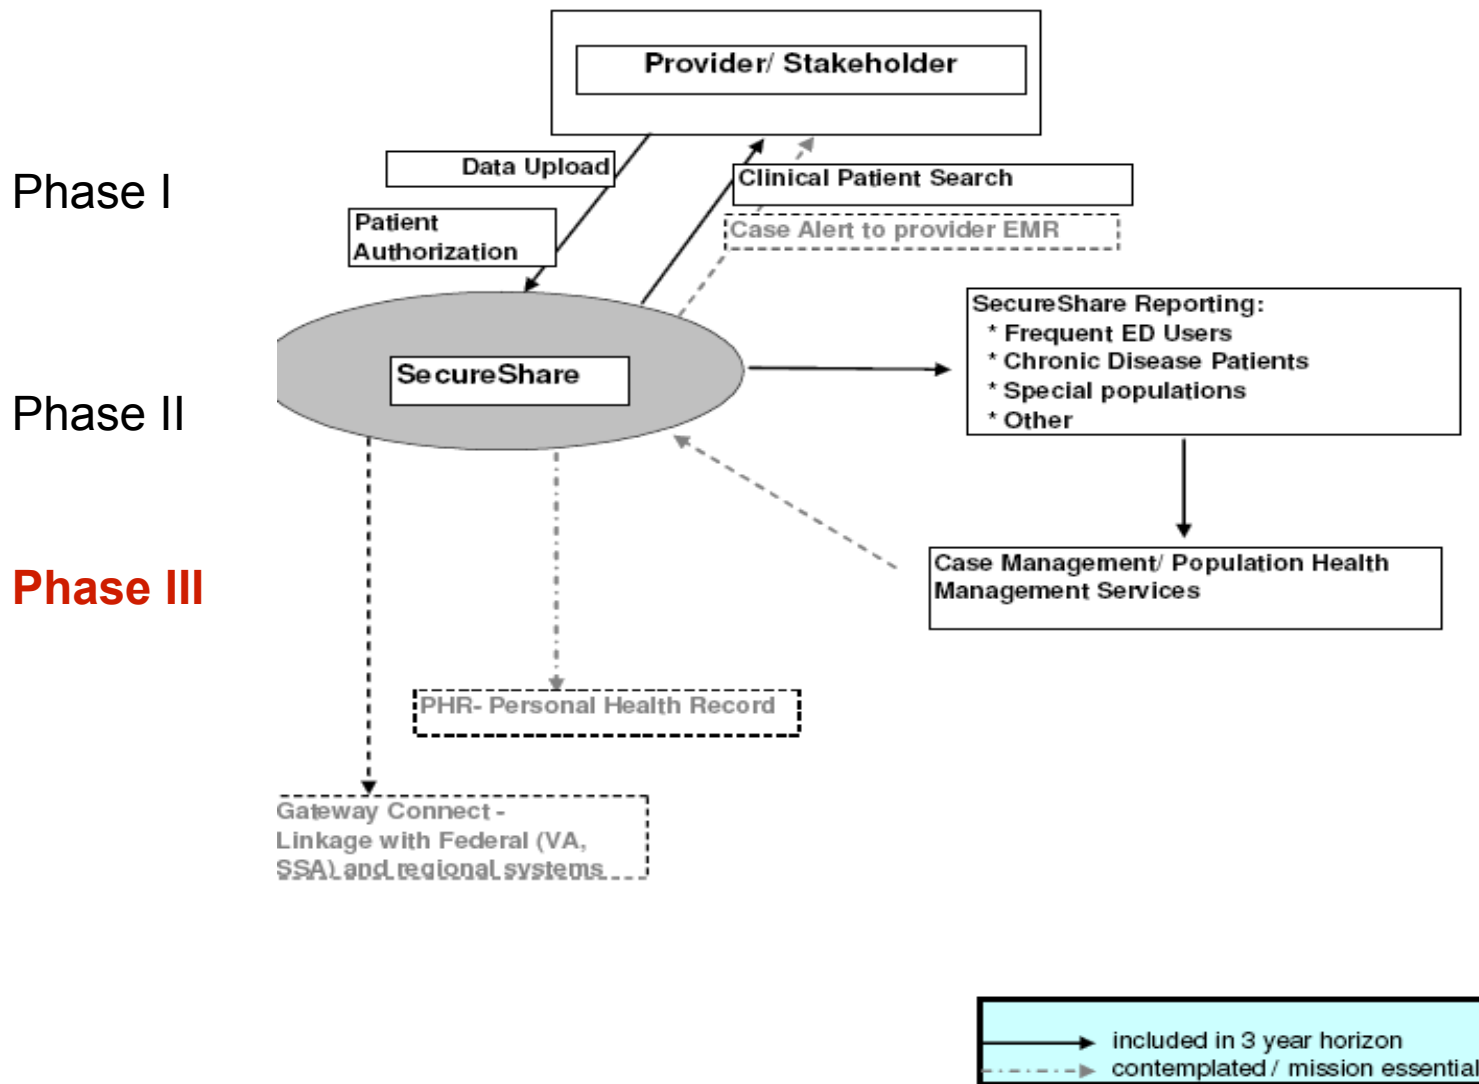 Provider/ Stakeholder
Data Upload
Clinical Patient Search
Phase I
Patient
Authorization
Case Alert to provider EMR
SecureShare Reporting:
* Frequent ED Users
* Chronic Disease Patients
* Special populations
* Other
SecureShare
Phase II
Case Management/ Population Health
Management Services
Phase III
PHR- Personal Health Record
Gateway Connect -
Linkage with Federal (VA,
SSA) and regional systems
included in 3 year horizon
contemplated / mission essential